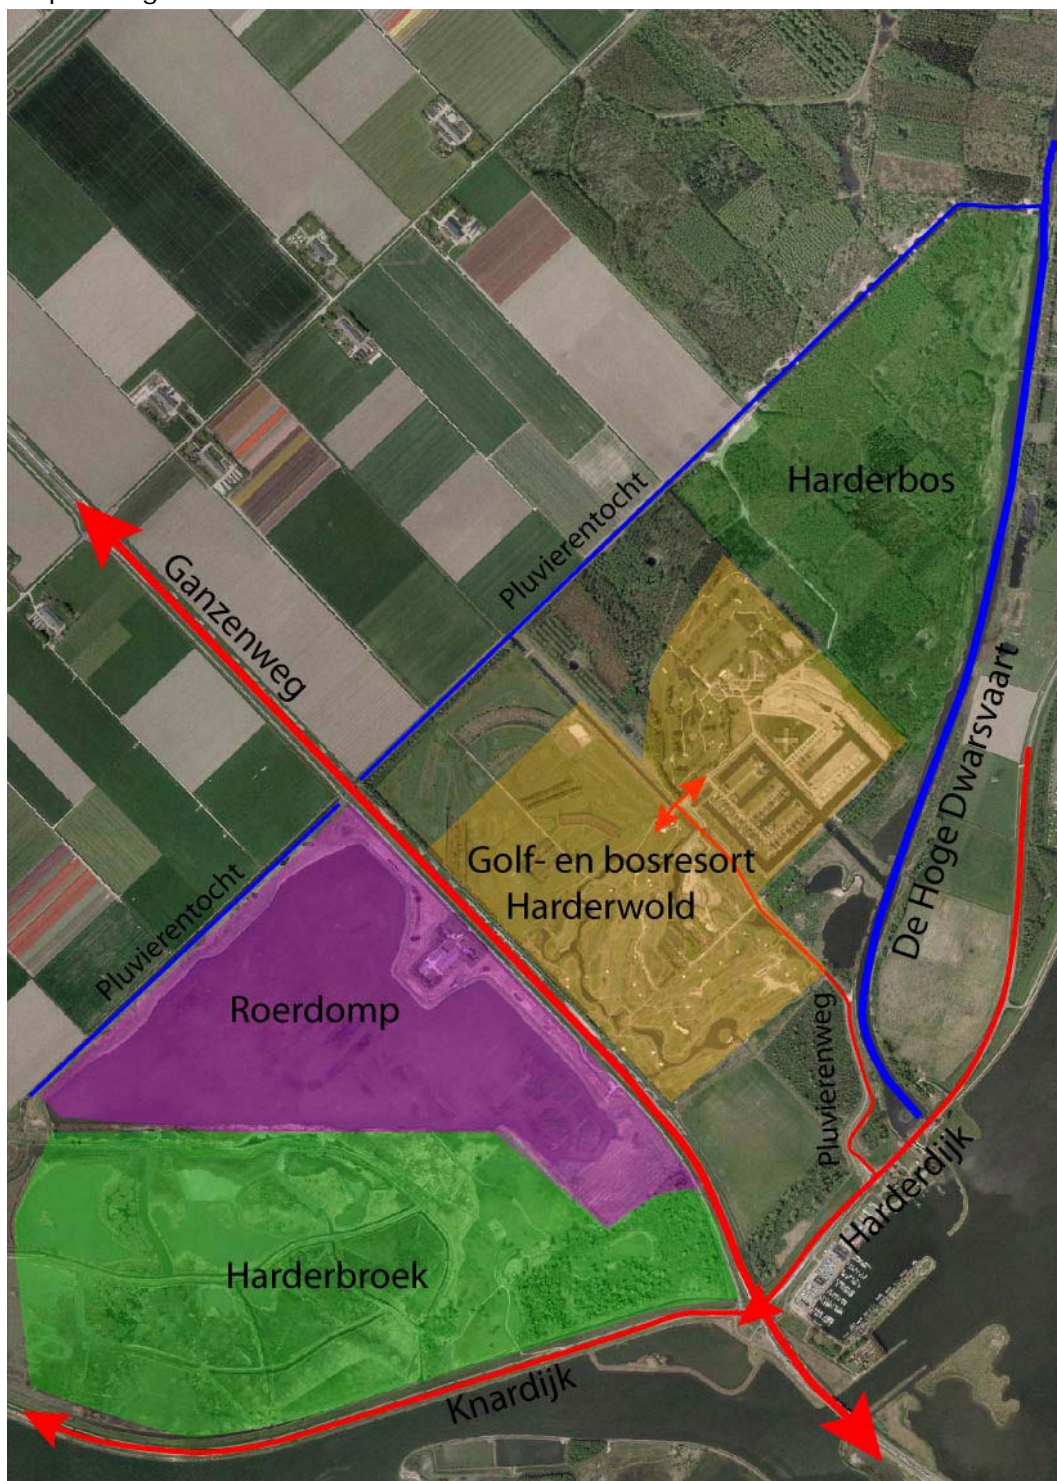 Harderbos
Pluvierentocht
Ganzenweg
De Hoge Dwarsvaart
Golf- en bosresort
Harderwold
Pluvierentocht
Roerdomp
Pluvierenweg
Harderdijk
Harderbroek
Knardijk